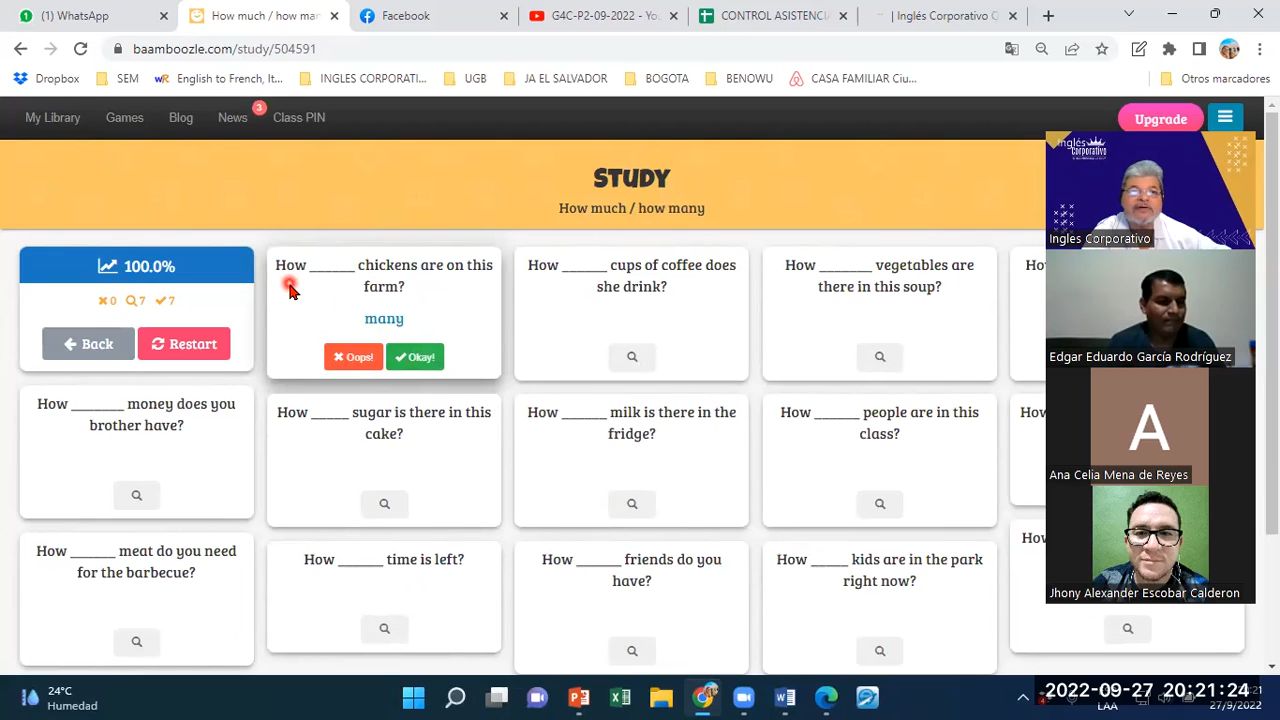 (1) WhatsApp
How much / how mar
Facebook
G4C-P2-09-2022 - You
CONTROL ASISTENCIA
Inglés Corporativo
baamboozle.com/study/504591
Dropbox
SEM
English to French, It...
INGLES CORPORATI...
UGB
JA EL SALVADOR
BOGOTA
BENOWU
CASA FAMILIAR Ciu...
Otros marcadores
My Library
Games
Blog
News
3
Class PIN
Upgrade
STUDY
How much / how many
100.0%
0 7 7
Back
Restart
How ______ chickens are on this
farm?
many
Oops!
Okay!
How ______ cups of coffee does
she drink?
How _______ vegetables are
there in this soup?
How _______ money does you
brother have?
How _____ sugar is there in this
cake?
How ______ milk is there in the
fridge?
How ______ people are in this
class?
How ______ meat do you need
for the barbecue?
How ______ time is left?
How ______ friends do you
have?
How _____ kids are in the park
right now?
Inglés
Corporativo
Ingles Corporativo
Edgar Eduardo García Rodríguez
A
Ana Celia Mena de Reyes
Jhony Alexander Escobar Calderon
24°C
Humedad
LAA
2022-09-27 20:21:24
27/9/2022